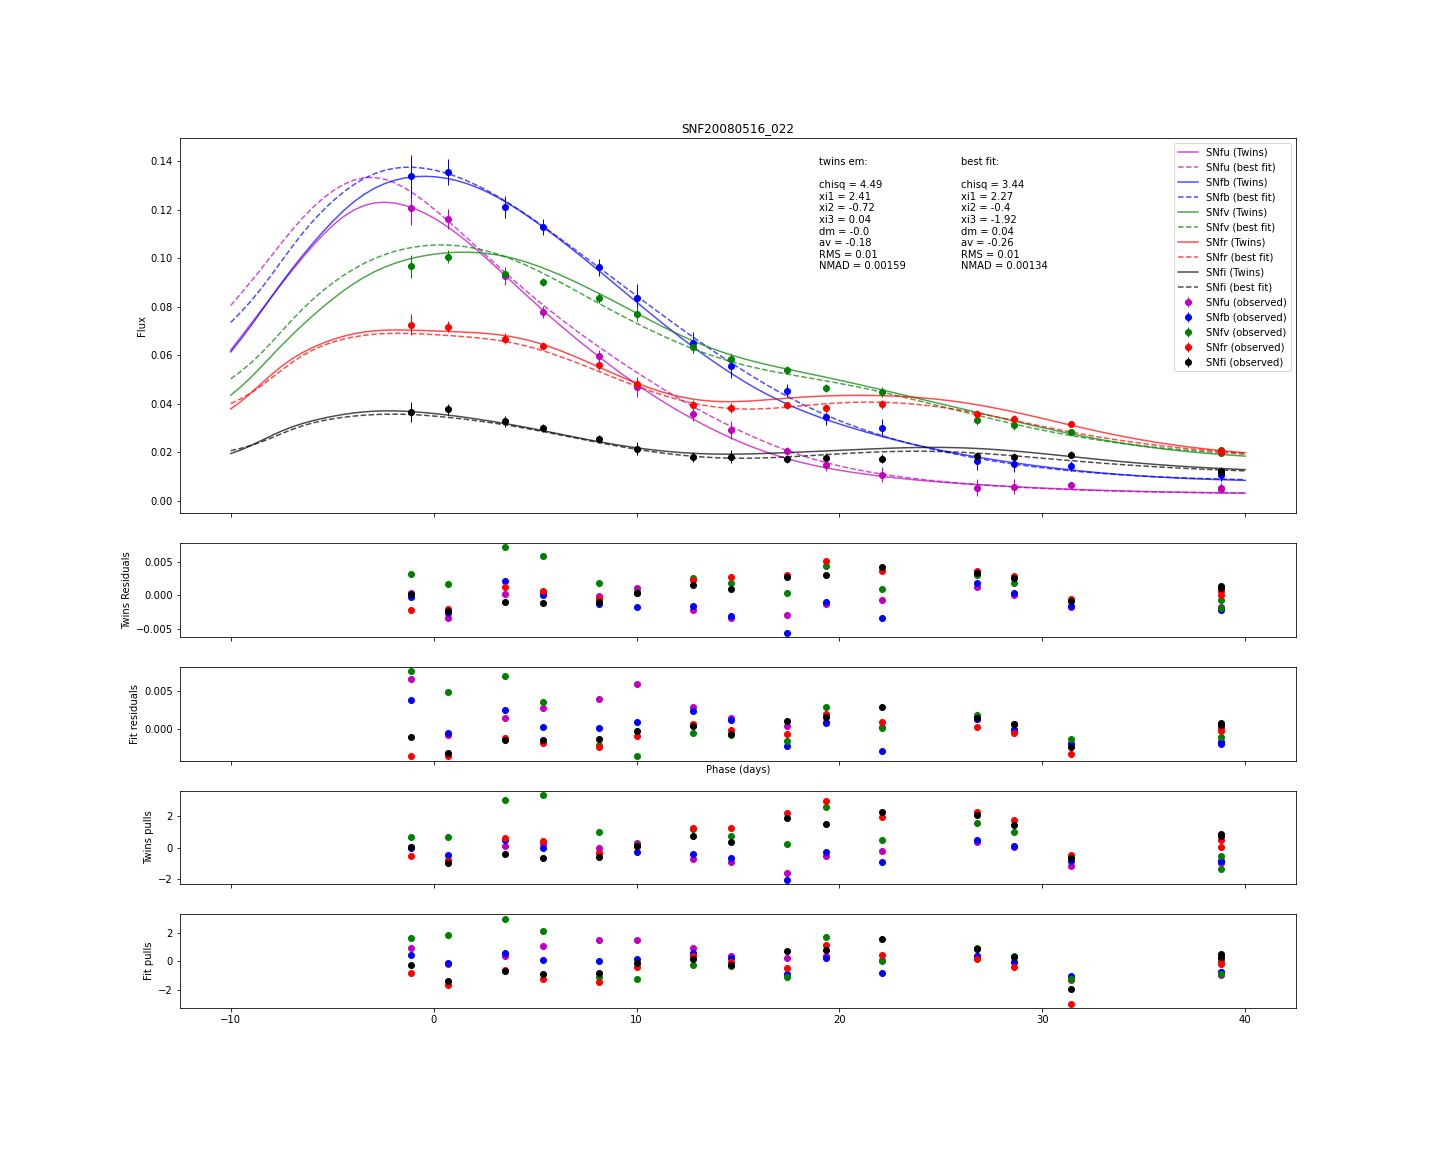 SNF20080516_022
Flux
0.14
0.12
0.10
0.08
0.06
0.04
0.02
0.00
twins em:
chisq = 4.49
xi1 = 2.41
xi2 = -0.72
xi3 = 0.04
dm = -0.0
av = -0.18
RMS = 0.01
NMAD = 0.00159
best fit:
chisq = 3.44
xi1 = 2.27
xi2 = -0.4
xi3 = -1.92
dm = 0.04
av = -0.26
RMS = 0.01
NMAD = 0.00134
SNfu (Twins)
SNfu (best fit)
SNfb (Twins)
SNfb (best fit)
SNfv (Twins)
SNfv (best fit)
SNfr (Twins)
SNfr (best fit)
SNfi (Twins)
SNfi (best fit)
SNfu (observed)
SNfb (observed)
SNfv (observed)
SNfr (observed)
SNfi (observed)
Twins Residuals
0.005
0.000
−0.005
Fit residuals
0.005
0.000
Phase (days)
Twins pulls
2
0
−2
Fit pulls
2
0
−2
−10 0 10 20 30 40